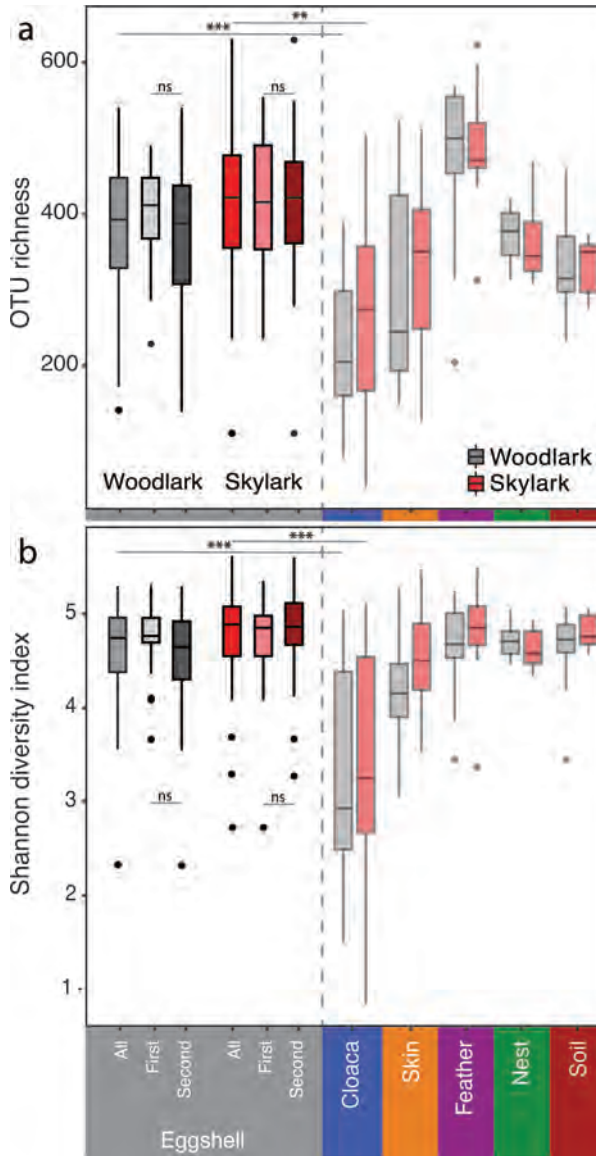 a
***
**
ns
ns
600
400
200
OTU richness
Woodlark
Skylark
Woodlark
Skylark
b
***
***
ns
ns
5
4
3
2
1
Shannon diversity index
All
First
Second
All
First
Second
Eggshell
Cloaca
Skin
Feather
Nest
Soil